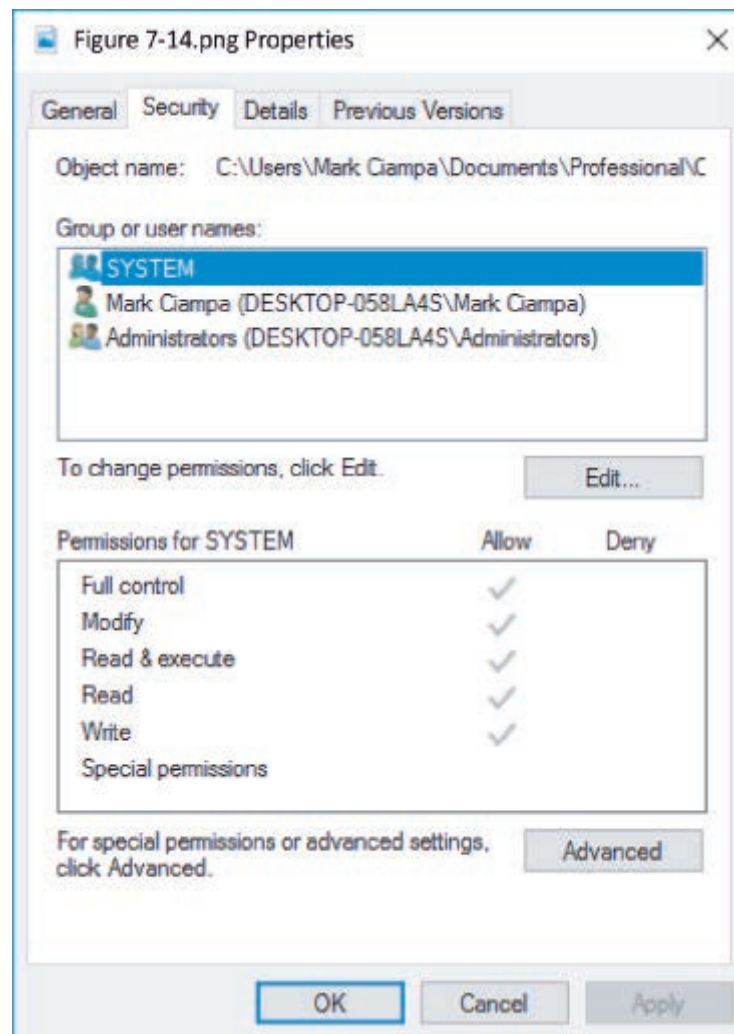 Figure 7-14.png Properties
General Security Details Previous Versions
Object name: C:\Users\Mark Ciampa\Documents\Professional\C
Group or user names:
SYSTEM
Mark Ciampa (DESKTOP-058LA4S\Mark Ciampa)
Administrators (DESKTOP-058LA4S\Administrators)
To change permissions, click Edit.
Edit...
Permissions for SYSTEM Allow Deny
Full control
Modify
Read & execute
Read
Write
Special permissions
For special permissions or advanced settings,
click Advanced.
Advanced
OK Cancel Apply